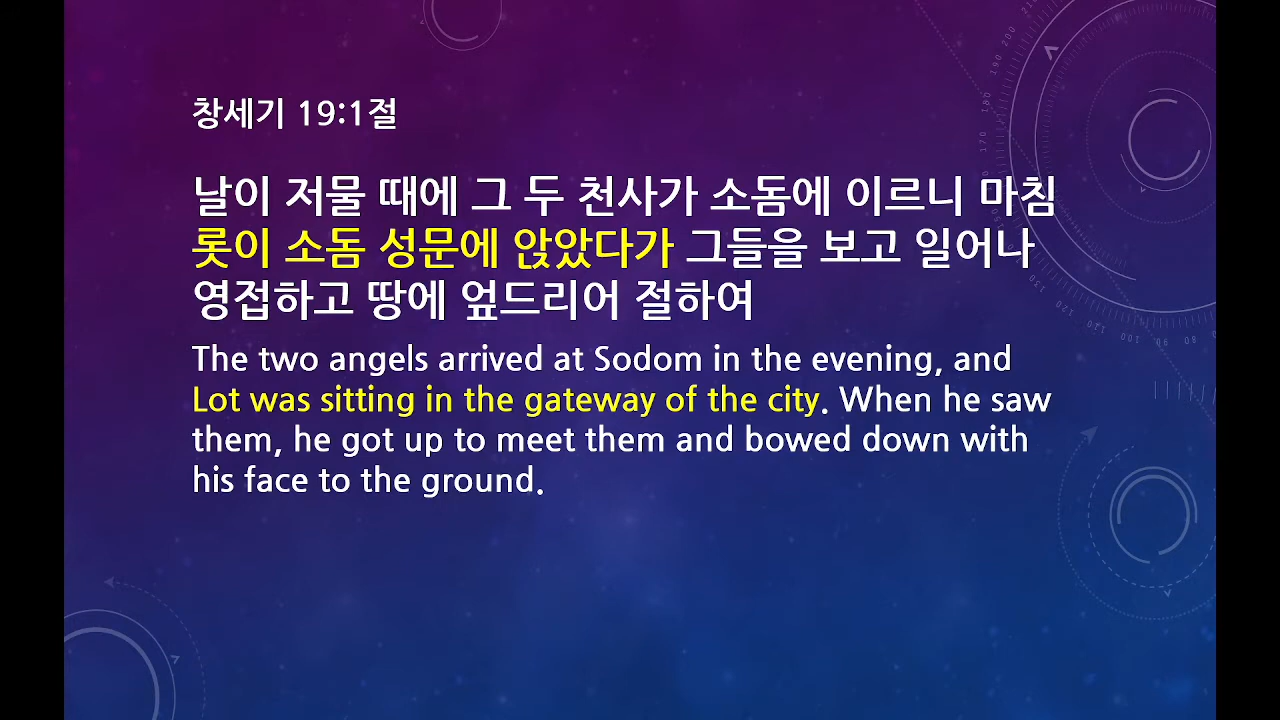 창세기 19:1절
날이 저물 때에 그 두 천사가 소돔에 이르니 마침
롯이 소돔 성문에 앉았다가 그들을 보고 일어나
영접하고 땅에 엎드리어 절하여
The two angels arrived at Sodom in the evening, and
Lot was sitting in the gateway of the city. When he saw
them, he got up to meet them and bowed down with
his face to the ground.